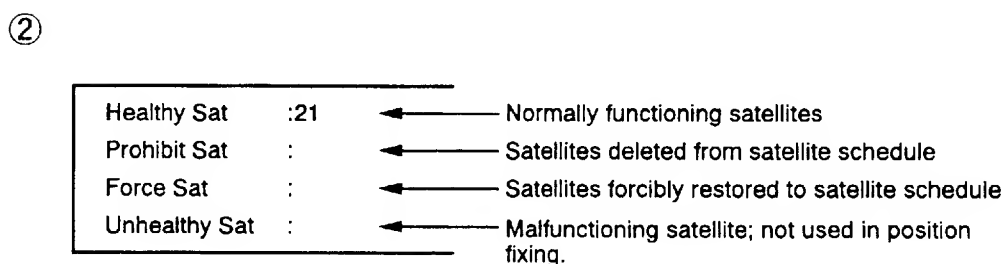 ②
Healthy Sat :21 Normally functioning satellites
Prohibit Sat : Satellites deleted from satellite schedule
Force Sat : Satellites forcibly restored to satellite schedule
Unhealthy Sat : Malfunctioning satellite; not used in position
fixing.